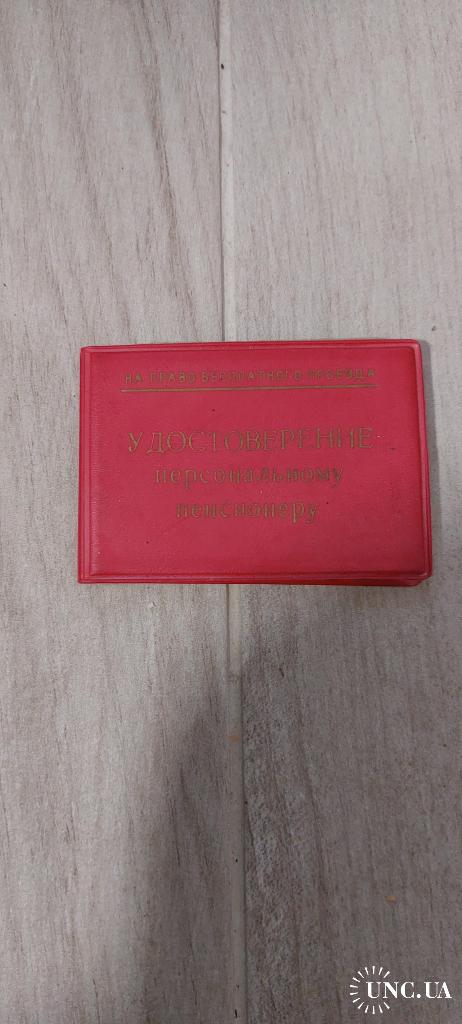 НА ПРАВО БЕСПЛАТНОГО ПРОЕЗДА
УДОСТОВЕРЕНИЕ
персональному
пенсионеру
UNC.UA